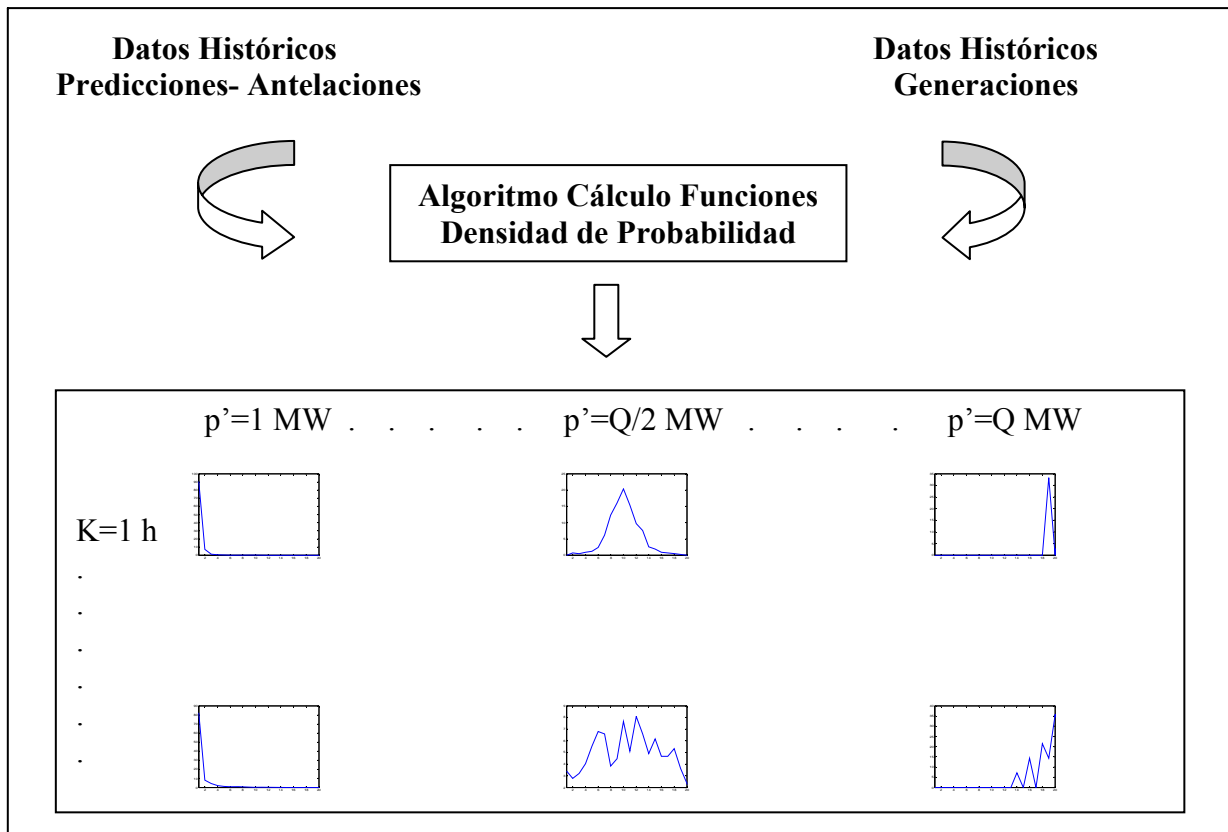 Datos Históricos
Predicciones- Antelaciones
Datos Históricos
Generaciones
Algoritmo Cálculo Funciones
Densidad de Probabilidad
p’=1 MW . . . . . p’=Q/2 MW . . . . p’=Q MW
K=1 h
.
.
.
.
.
.